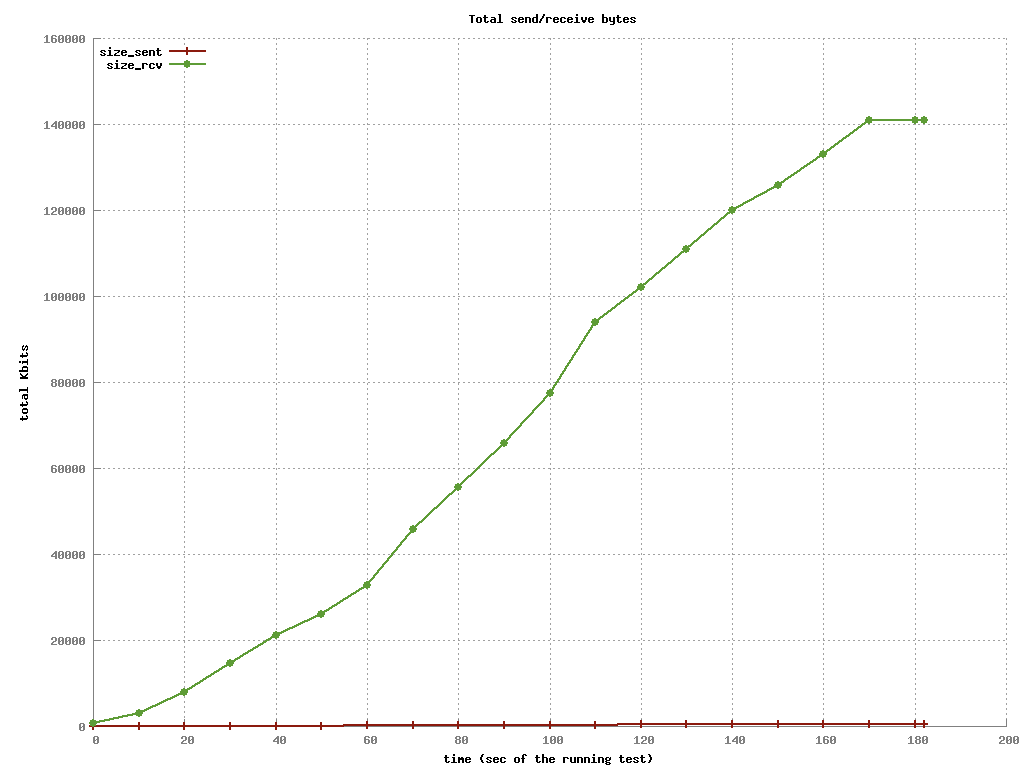 Total send/receive bytes
160000
size_sent
size_rcv
140000
120000
100000
total Kbits
80000
60000
40000
20000
0
0 20 40 60 80 100 120 140 160 180 200
time (sec of the running test)